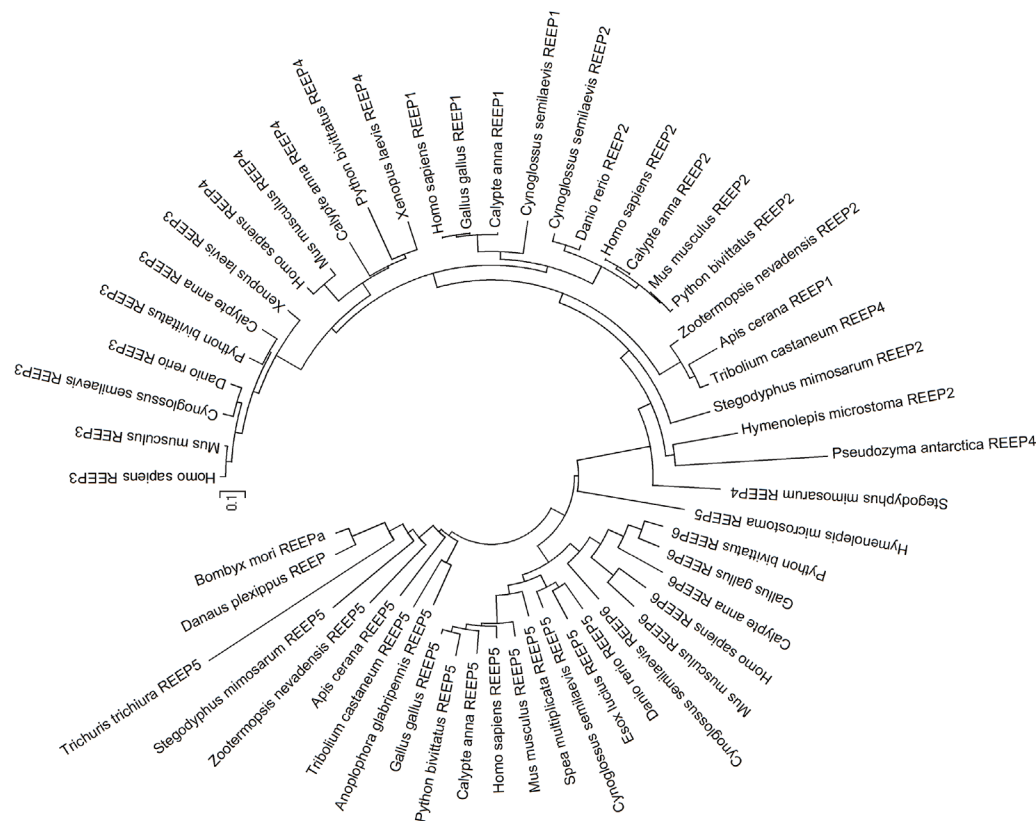 Homo sapiens REEP3
Mus musculus REEP3
Cynoglossus semilaevis REEP3
Danio rerio REEP3
Python bivittatus REEP3
Calypte anna REEP3
Xenopus laevis REEP3
Homo sapiens REEP4
Mus musculus REEP4
Calypte anna REEP4
Python bivittatus REEP4
Xenopus laevis REEP4
Homo sapiens REEP1
Gallus gallus REEP1
Calypte anna REEP1
Cynoglossus semilaevis REEP1
Cynoglossus semilaevis REEP2
Danio rerio REEP2
Homo sapiens REEP2
Calypte anna REEP2
Mus musculus REEP2
Python bivittatus REEP2
Zootermopsis nevadensis REEP2
Apis cerana REEP1
Tribolium castaneum REEP4
Stegodyphus mimosarum REEP2
Hymenolepis microstoma REEP2
Pseudozyma antarctica REEP4
Stegodyphus mimosarum REEP4
Hymenolepis microstoma REEP5
Python bivittatus REEP6
Gallus gallus REEP6
Calypte anna REEP6
Homo sapiens REEP6
Mus musculus REEP6
Cynoglossus semilaevis REEP6
Danio rerio REEP5
Esox lucius REEP5
Cynoglossus semilaevis REEP5
Spea multiplicata REEP5
Mus musculus REEP5
Homo sapiens REEP5
Calypte anna REEP5
Python bivittatus REEP5
Gallus gallus REEP5
Anoplophora glabripennis REEP5
Tribolium castaneum REEP5
Apis cerana REEP5
Zootermopsis nevadensis REEP5
Stegodyphus mimosarum REEP5
Trichuris trichiura REEP5
Danaus plexippus REEP
Bombyx mori REEPa
0.1